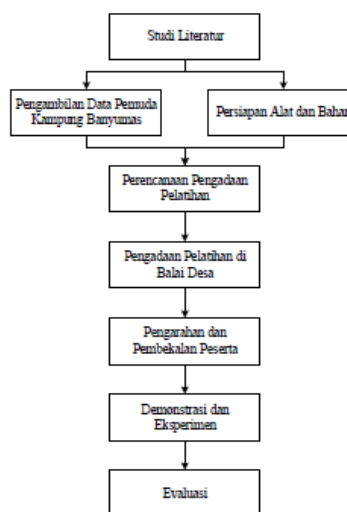 Studi Literatur
Pengambilan Data Pemuda
Kampung Banyumas
Persiapan Alat dan Bahan
Perencanaan Pengadaan
Pelatihan
Pengadaan Pelatihan di
Balai Desa
Pengarahan dan
Pembekalan Peserta
Demonstrasi dan
Eksperimen
Evaluasi